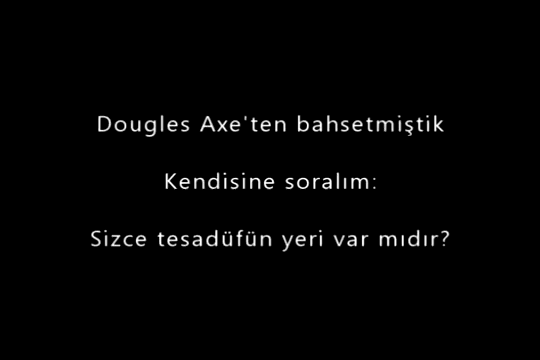 Dougles Axe'ten bahsetmiştik
Kendisine soralım:
Sizce tesadüfün yeri var mıdır?